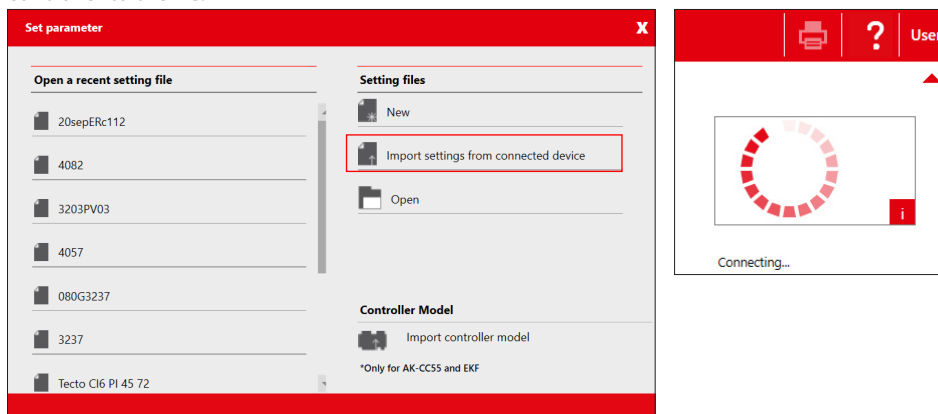 Set parameter
X
Open a recent setting file
20sepERc112
4082
3203PV03
4057
080G3237
3237
Tecto CI6 PI 45 72
Setting files
New
Import settings from connected device
Open
Controller Model
Import controller model
*Only for AK-CC55 and EKF
?
User
i
Connecting...